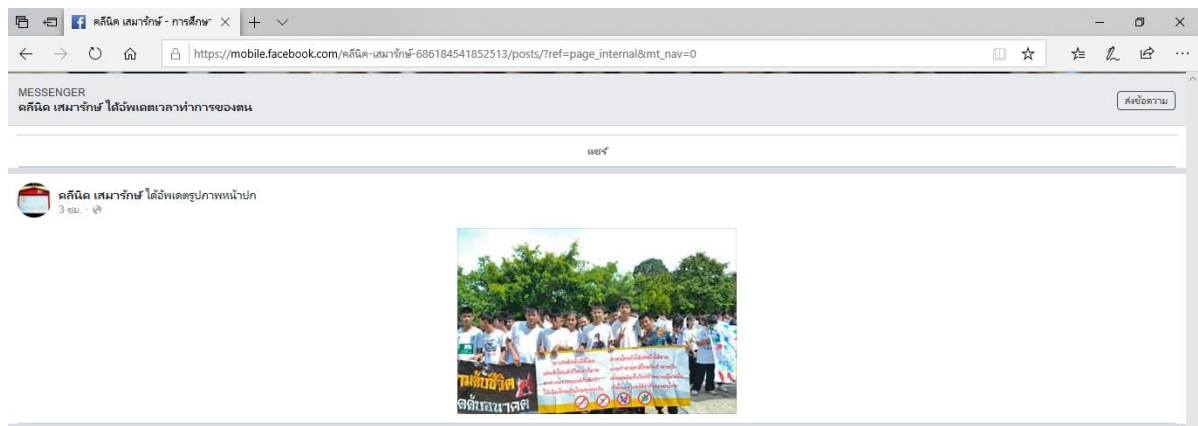 คลีนิค เสมารักษ์ - การศึกษา
https://mobile.facebook.com/คลีนิค-เสมารักษ์-686184541852513/posts/?ref=page_internal&mt_nav=0
MESSENGER
คลีนิค เสมารักษ์ ได้อัพเดตเวลาทำการของตน
ส่งข้อความ
แชร์
คลีนิค เสมารักษ์ ได้อัพเดตรูปภาพหน้าปก
3 ชม.